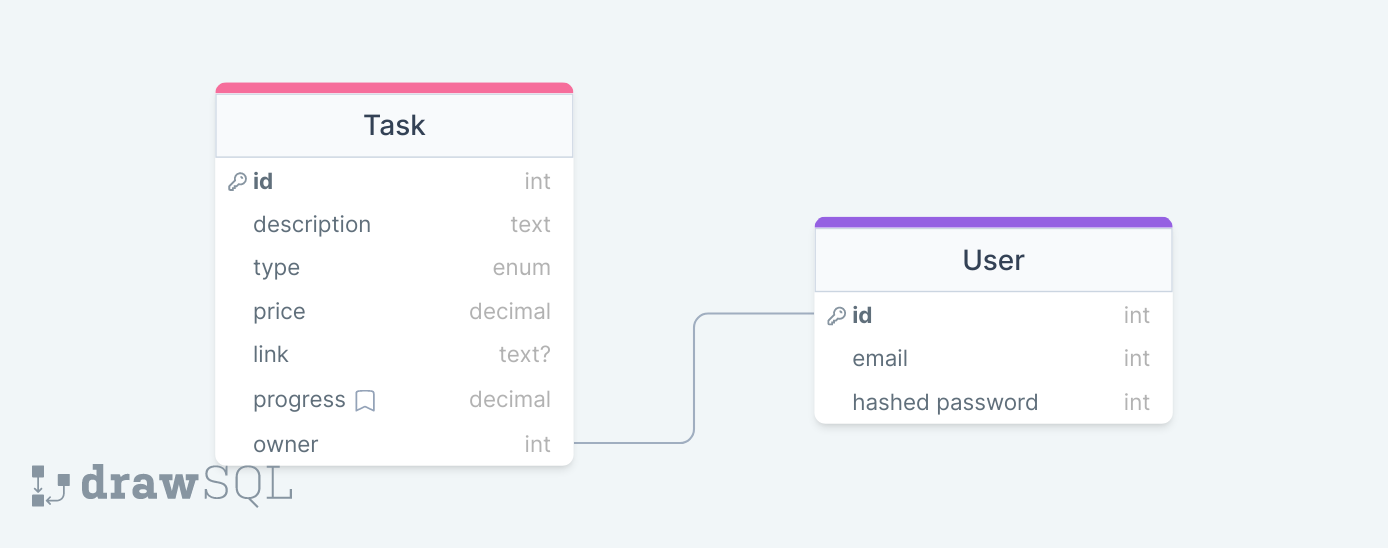 Task
id int
description text
type enum
price decimal
link text?
progress decimal
owner int
User
id int
email int
hashed password int
drawSQL